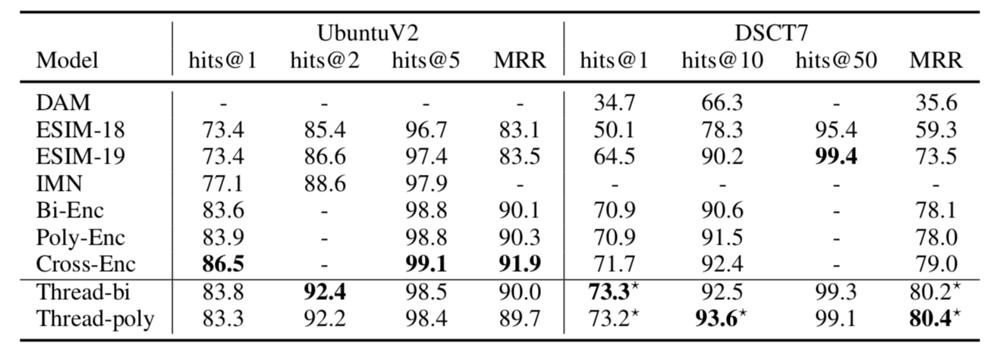 UbuntuV2 DSCT7
Model hits@1 hits@2 hits@5 MRR hits@1 hits@10 hits@50 MRR
DAM - - - - 34.7 66.3 - 35.6
ESIM-18 73.4 85.4 96.7 83.1 50.1 78.3 95.4 59.3
ESIM-19 73.4 86.6 97.4 83.5 64.5 90.2 99.4 73.5
IMN 77.1 88.6 97.9 - - - - -
Bi-Enc 83.6 - 98.8 90.1 70.9 90.6 - 78.1
Poly-Enc 83.9 - 98.8 90.3 70.9 91.5 - 78.0
Cross-Enc 86.5 - 99.1 91.9 71.7 92.4 - 79.0
Thread-bi 83.8 92.4 98.5 90.0 73.3⋆ 92.5 99.3 80.2⋆
Thread-poly 83.3 92.2 98.4 89.7 73.2⋆ 93.6⋆ 99.1 80.4⋆